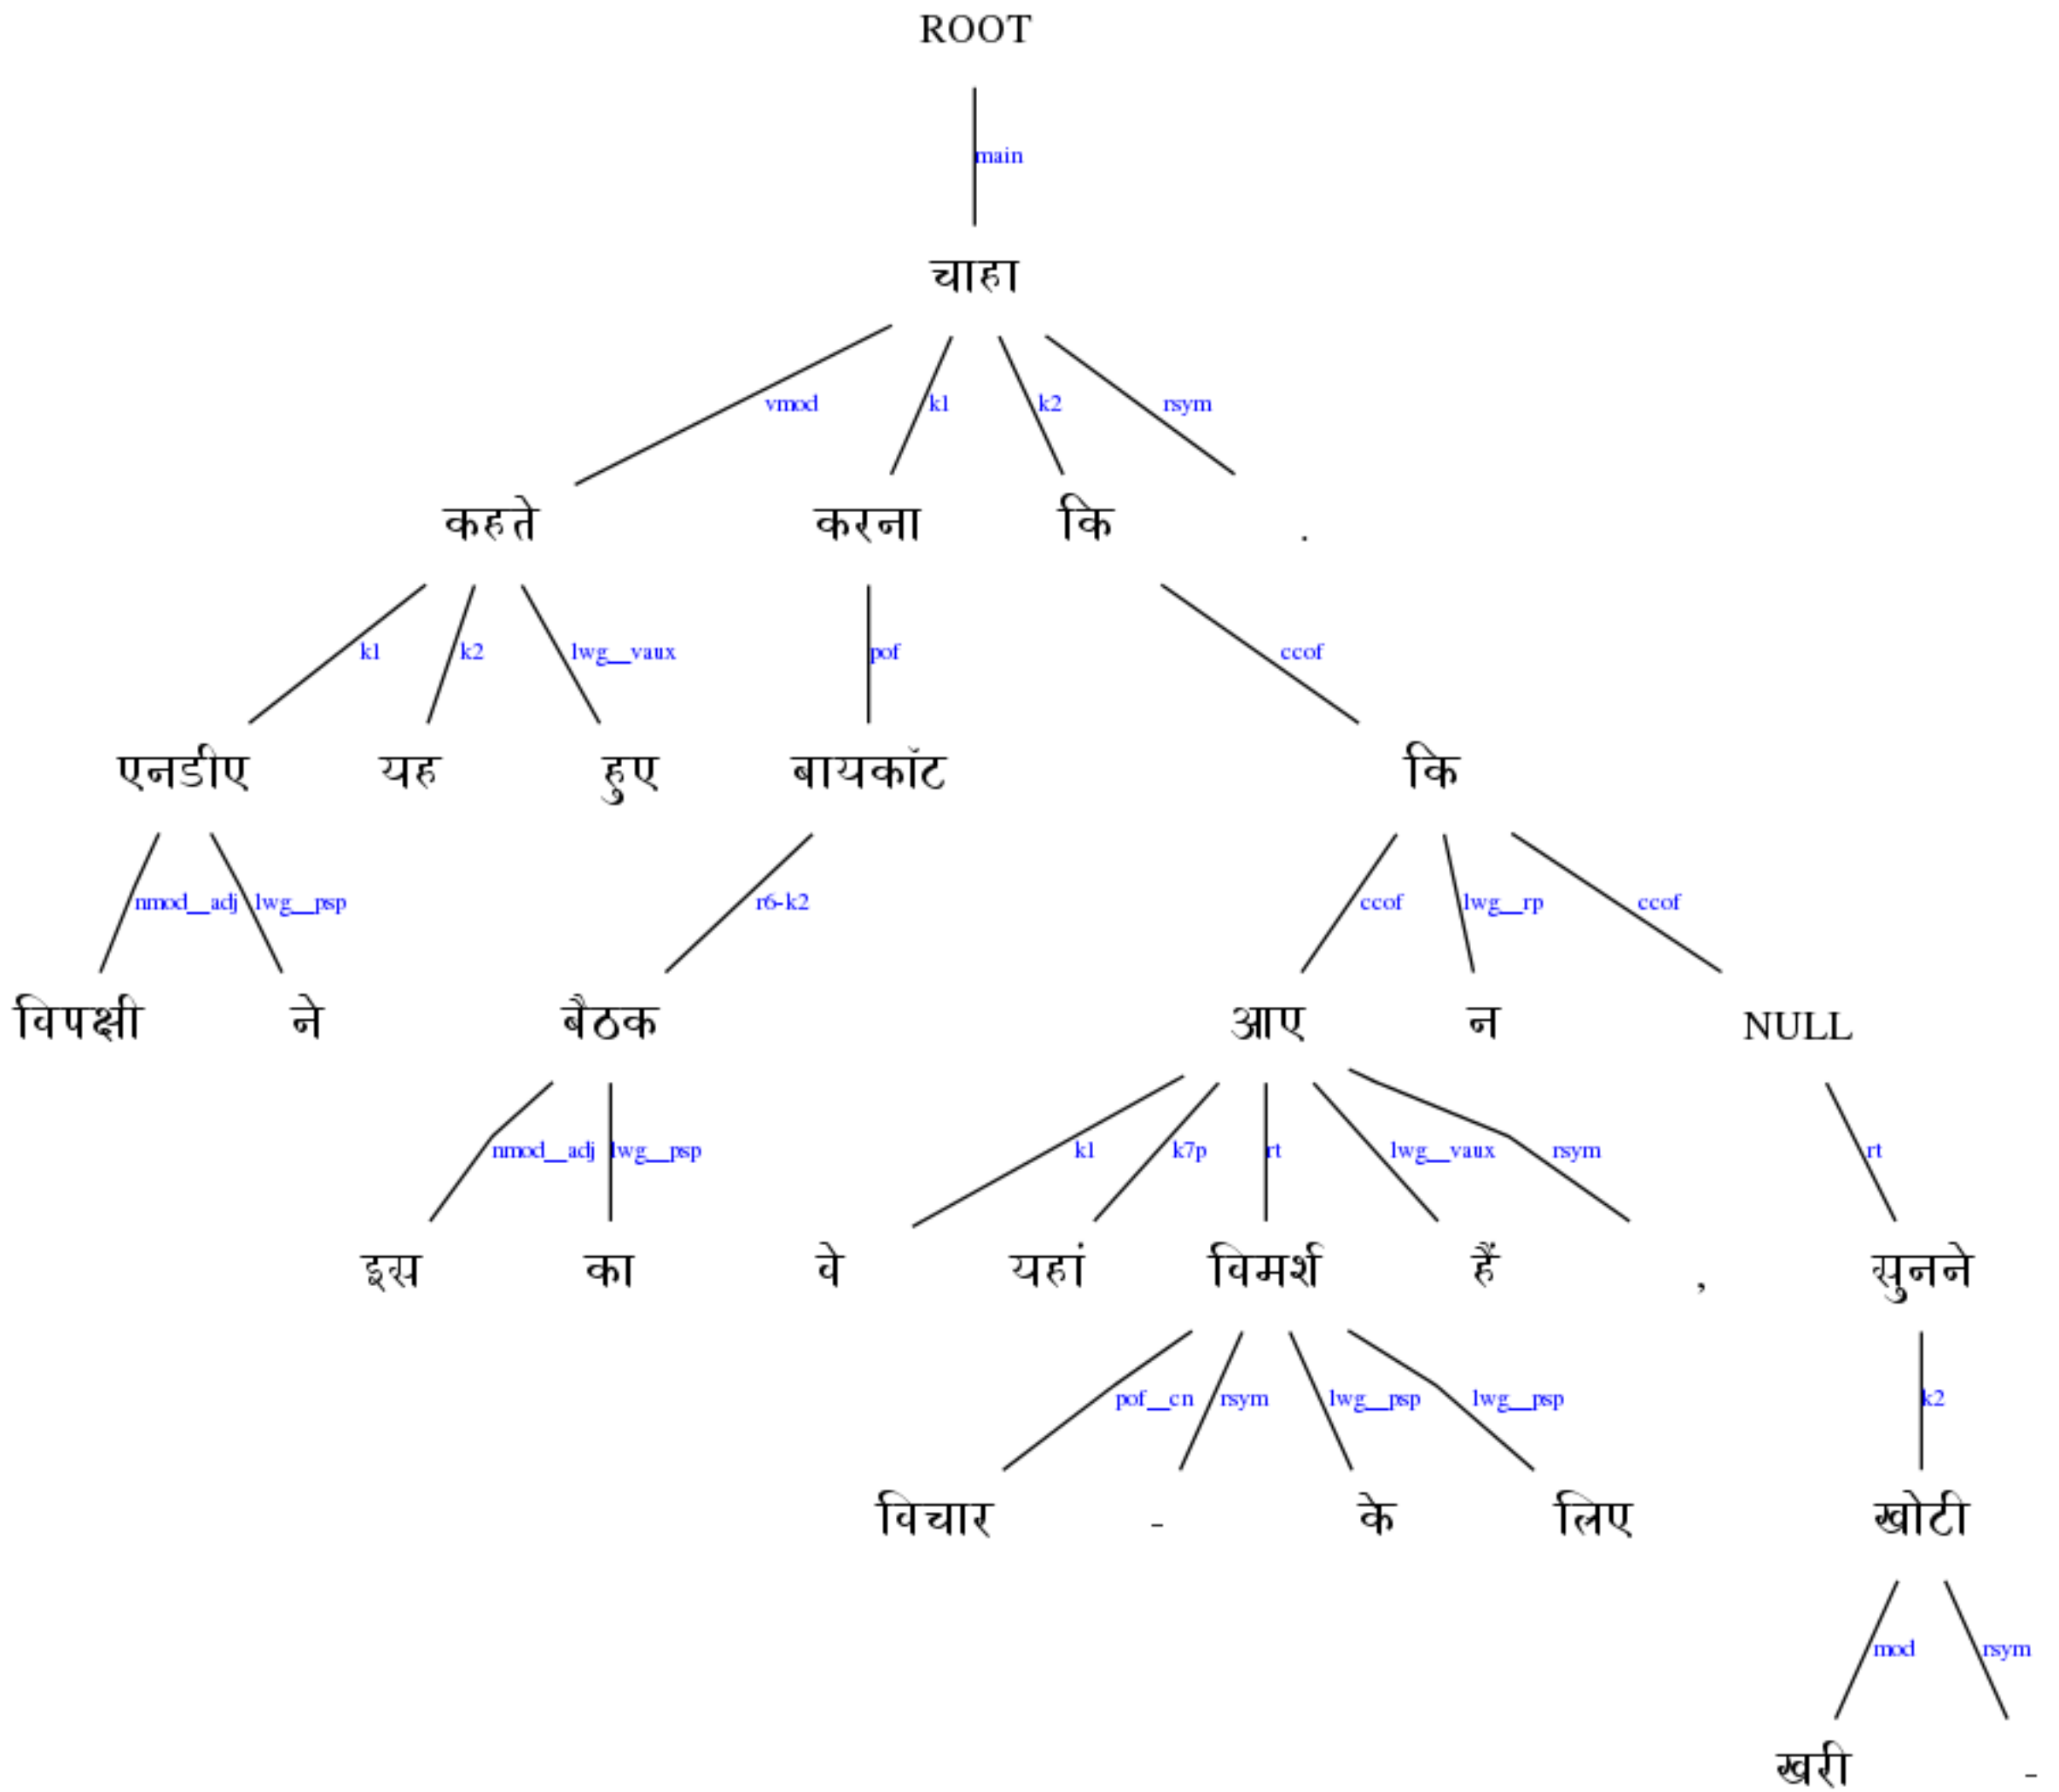 ROOT
main
चाहा
vmod k1 k2 rsym
कहते करना कि .
k1 k2 lwg__vaux pof ccof
एनडीए यह हुए बायकॉट कि
nmod__adj lwg__psp r6-k2 ccof lwg__rp ccof
विपक्षी ने बैठक आए न NULL
nmod__adj lwg__psp k1 k7p rt lwg__vaux rsym rt
इस का वे यहां विमर्श हैं , सुनने
pof__cn rsym lwg__psp lwg__psp k2
विचार - के लिए खोटी
mod rsym
खरी -